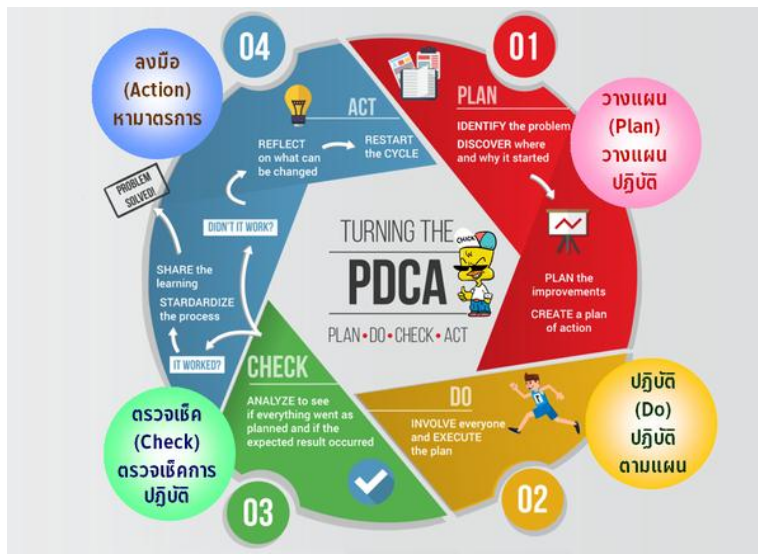 01
PLAN
IDENTIFY the problem
DISCOVER where
and why it started
PLAN the
improvements
CREATE a plan
of action
วางแผน
(Plan)
วางแผน
ปฏิบัติ
DO
INVOLVE everyone
and EXECUTE
the plan
02
ปฏิบัติ
(Do)
ปฏิบัติ
ตามแผน
CHECK
ANALYZE to see
if everything went as
planned and if the
expected result occurred
03
ตรวจเช็ค
(Check)
ตรวจเช็คการ
ปฏิบัติ
04
ACT
REFLECT
on what can
be changed
RESTART
the CYCLE
DIDN'T IT WORK?
IT WORKED?
SHARE the
learning
STARDARDIZE
the process
PROBLEM
SOLVED!
ลงมือ
(Action)
หามาตรการ
TURNING THE
PDCA
PLAN•DO•CHECK•ACT
CHICK